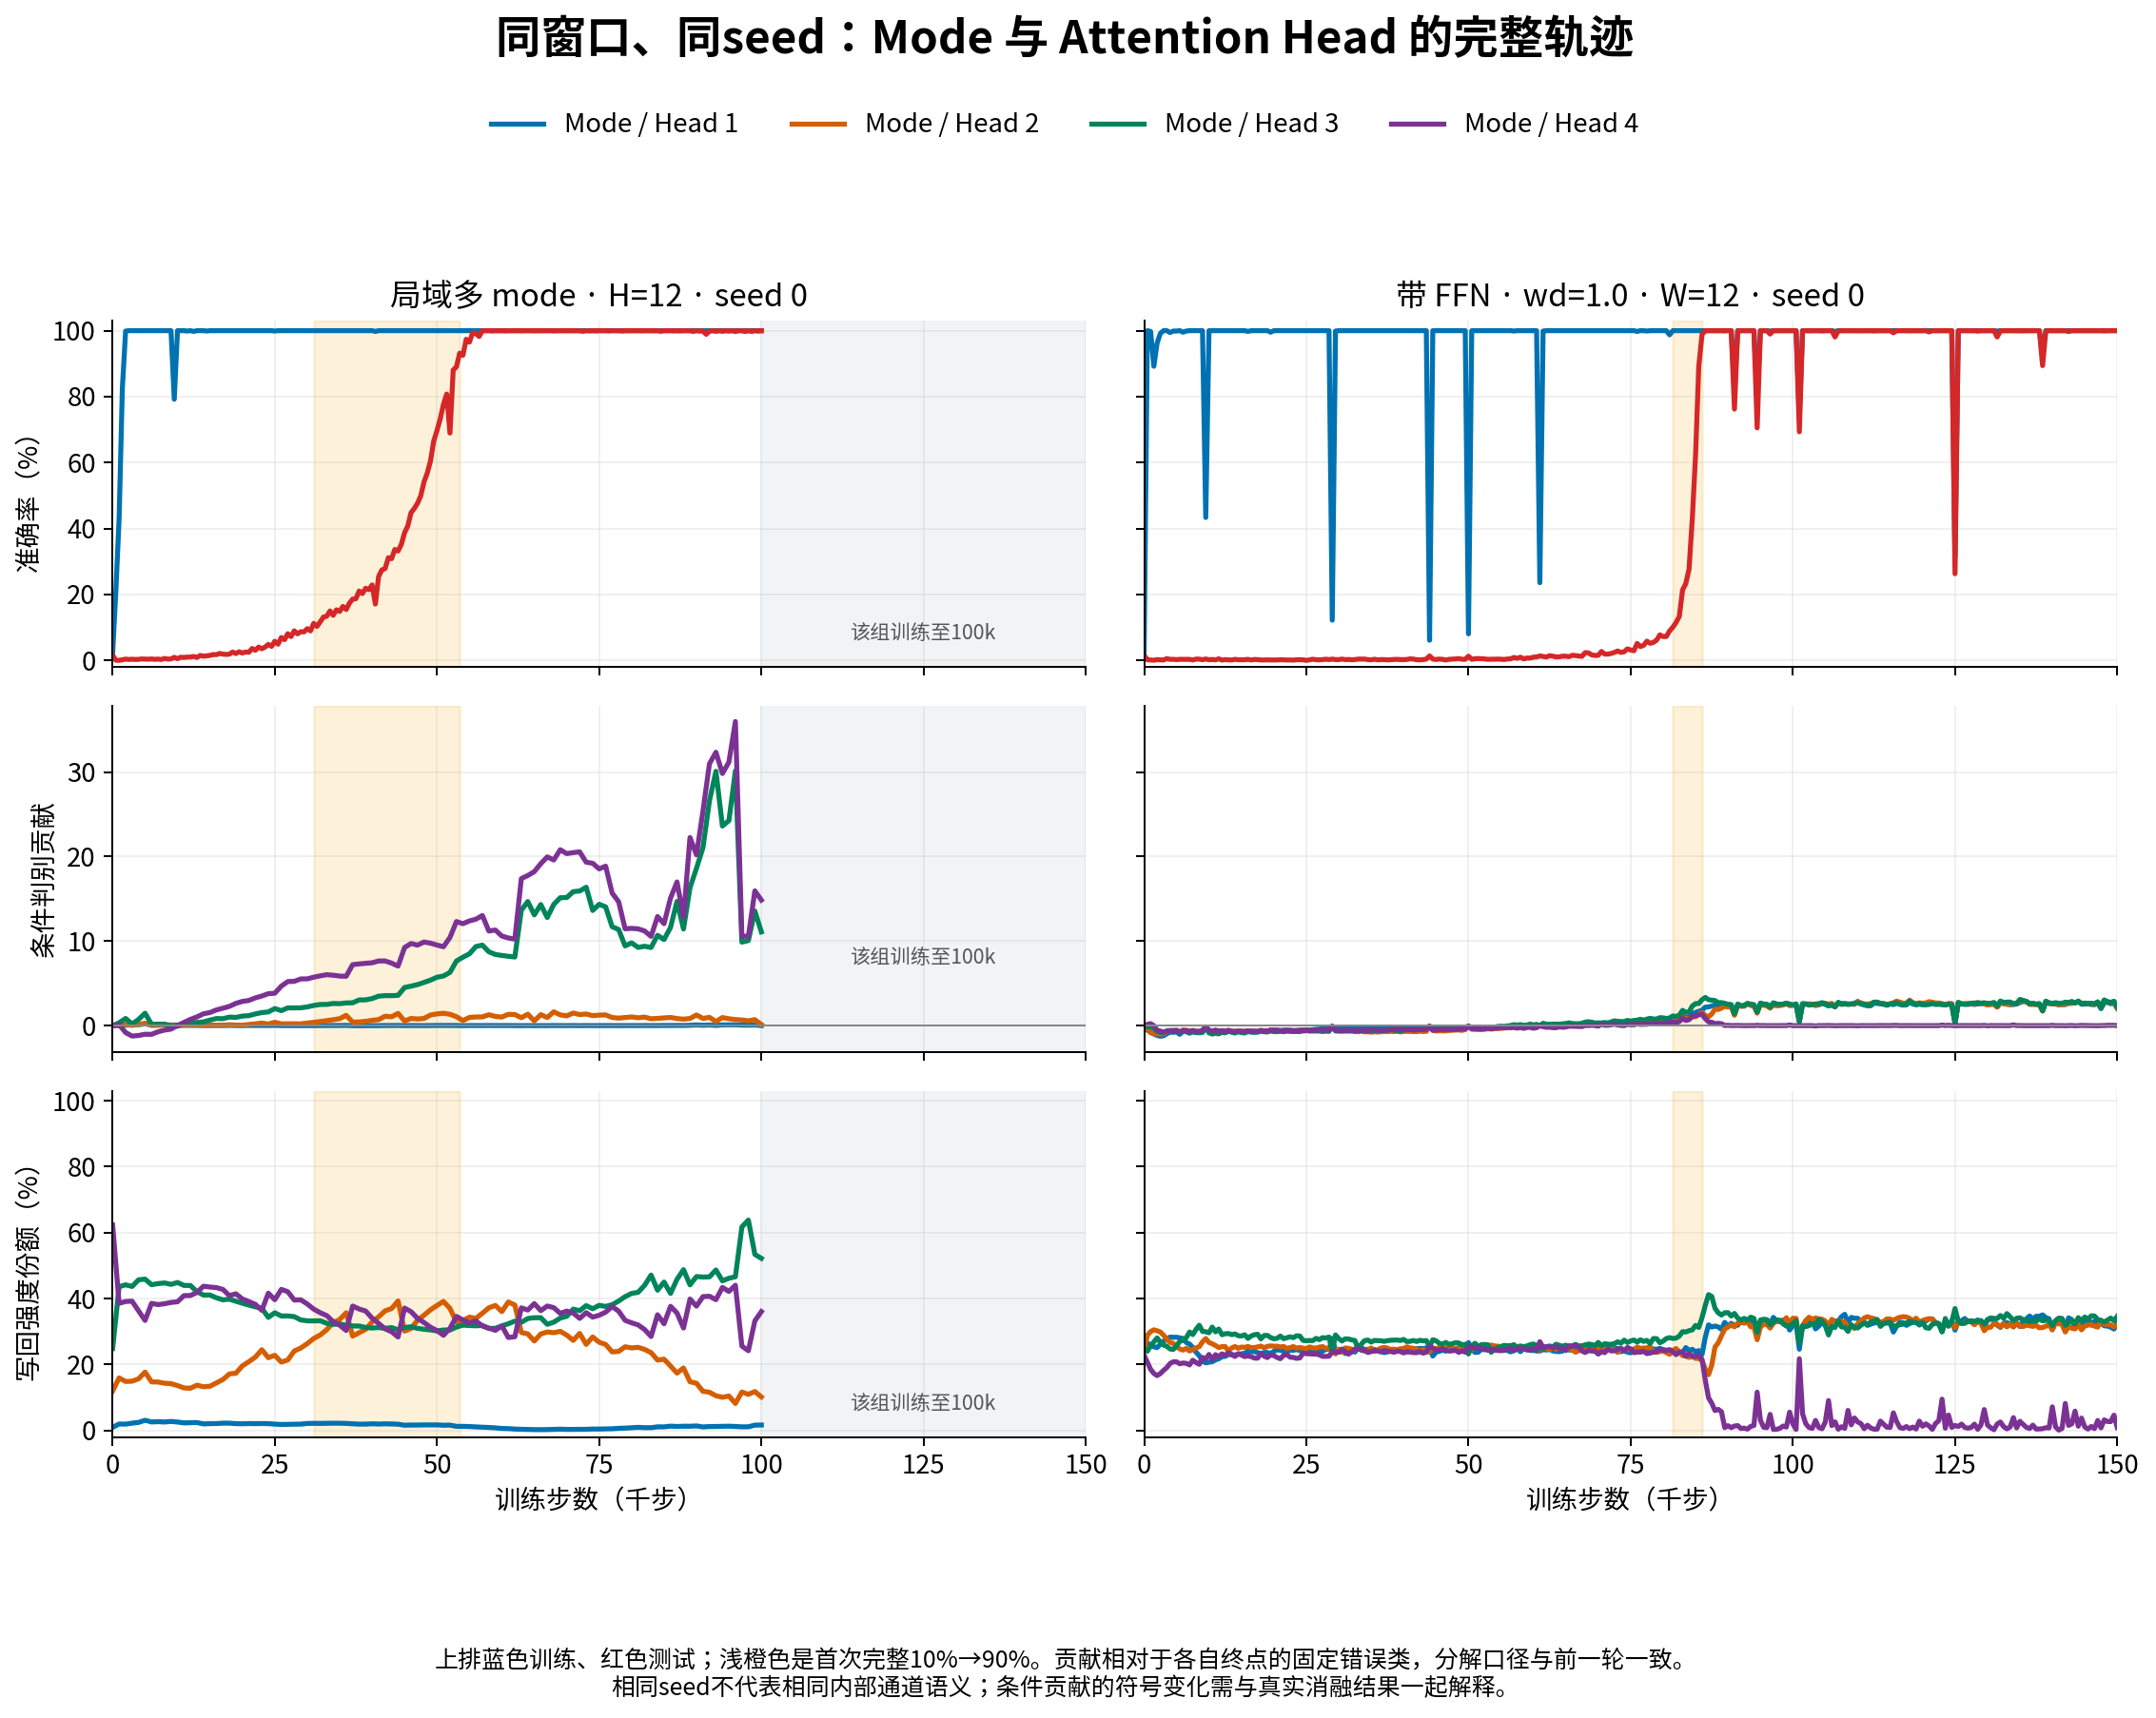 同窗口、同seed：Mode 与 Attention Head 的完整轨迹
Mode / Head 1
Mode / Head 2
Mode / Head 3
Mode / Head 4
局域多 mode · H=12 · seed 0
带 FFN · wd=1.0 · W=12 · seed 0
准确率（%）
100
80
60
40
20
0
该组训练至100k
条件判别贡献
30
20
10
0
该组训练至100k
写回强度份额（%）
100
80
60
40
20
0
该组训练至100k
0 25 50 75 100 125 150
0 25 50 75 100 125 150
训练步数（千步）
训练步数（千步）
上排蓝色训练、红色测试；浅橙色是首次完整10%→90%。贡献相对于各自终点的固定错误类，分解口径与前一轮一致。
相同seed不代表相同内部通道语义；条件贡献的符号变化需与真实消融结果一起解释。